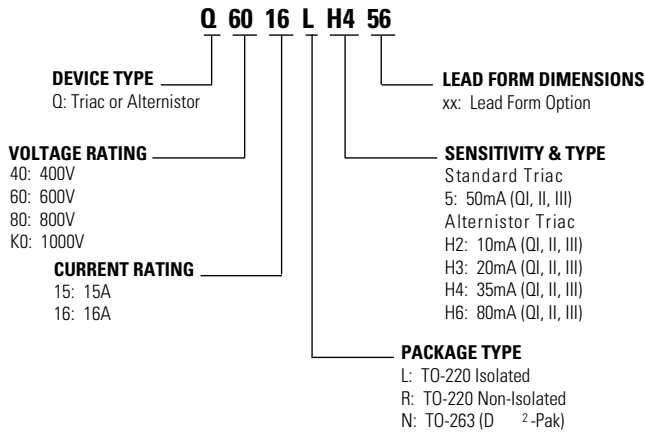 Q 60 16 L H4 56
DEVICE TYPE
Q: Triac or Alternistor
VOLTAGE RATING
40: 400V
60: 600V
80: 800V
K0: 1000V
CURRENT RATING
15: 15A
16: 16A
LEAD FORM DIMENSIONS
xx: Lead Form Option
SENSITIVITY & TYPE
Standard Triac
5: 50mA (QI, II, III)
Alternistor Triac
H2: 10mA (QI, II, III)
H3: 20mA (QI, II, III)
H4: 35mA (QI, II, III)
H6: 80mA (QI, II, III)
PACKAGE TYPE
L: TO-220 Isolated
R: TO-220 Non-Isolated
N: TO-263 (D ²-Pak)